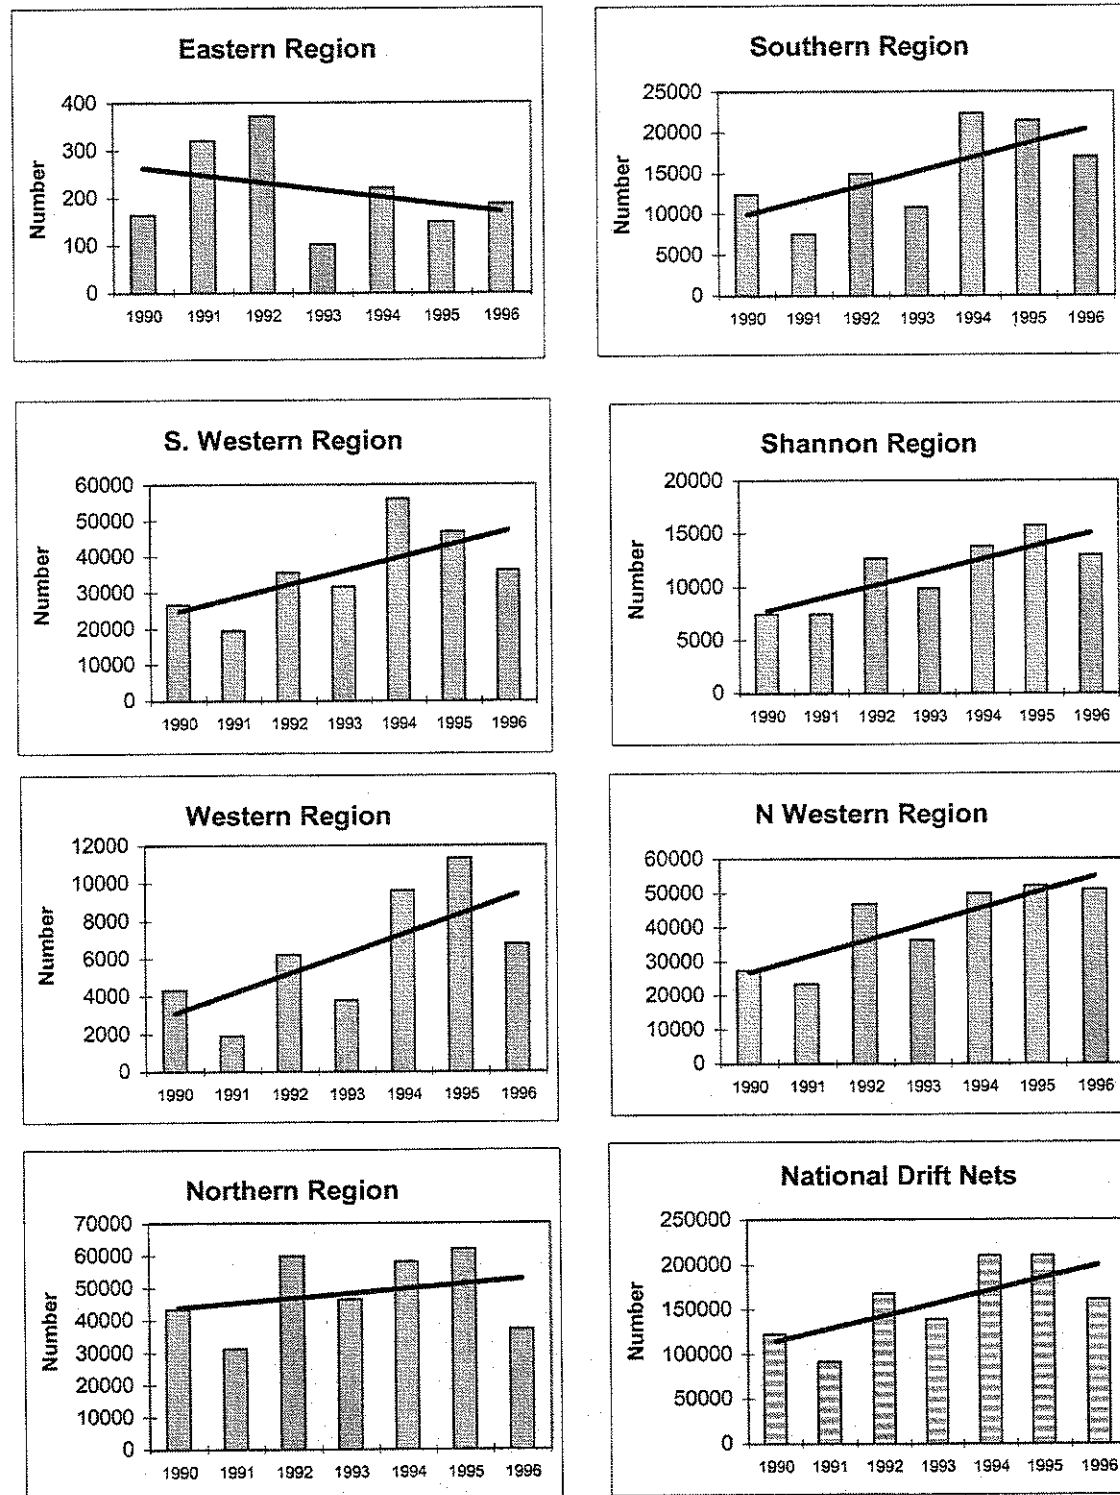 Eastern Region
Number
400
300
200
100
0
1990 1991 1992 1993 1994 1995 1996
Southern Region
Number
25000
20000
15000
10000
5000
0
1990 1991 1992 1993 1994 1995 1996
S. Western Region
Number
60000
50000
40000
30000
20000
10000
0
1990 1991 1992 1993 1994 1995 1996
Shannon Region
Number
20000
15000
10000
5000
0
1990 1991 1992 1993 1994 1995 1996
Western Region
Number
12000
10000
8000
6000
4000
2000
0
1990 1991 1992 1993 1994 1995 1996
N Western Region
Number
60000
50000
40000
30000
20000
10000
0
1990 1991 1992 1993 1994 1995 1996
Northern Region
Number
70000
60000
50000
40000
30000
20000
10000
0
1990 1991 1992 1993 1994 1995 1996
National Drift Nets
Number
250000
200000
150000
100000
50000
0
1990 1991 1992 1993 1994 1995 1996